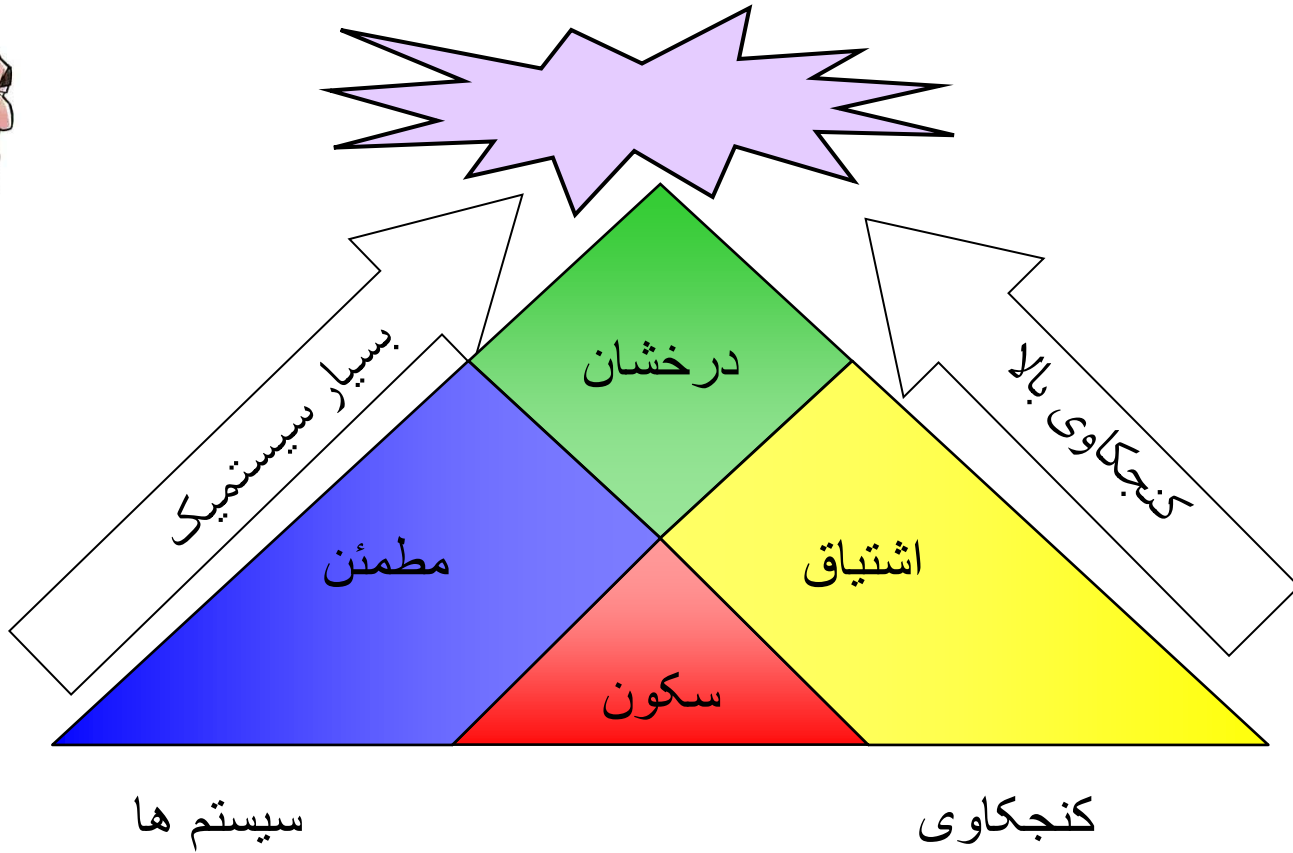 درخشان
بسیار سیستمیک
کنجکاوی بالا
مطمئن
اشتیاق
سکون
سیستم ها
کنجکاوی